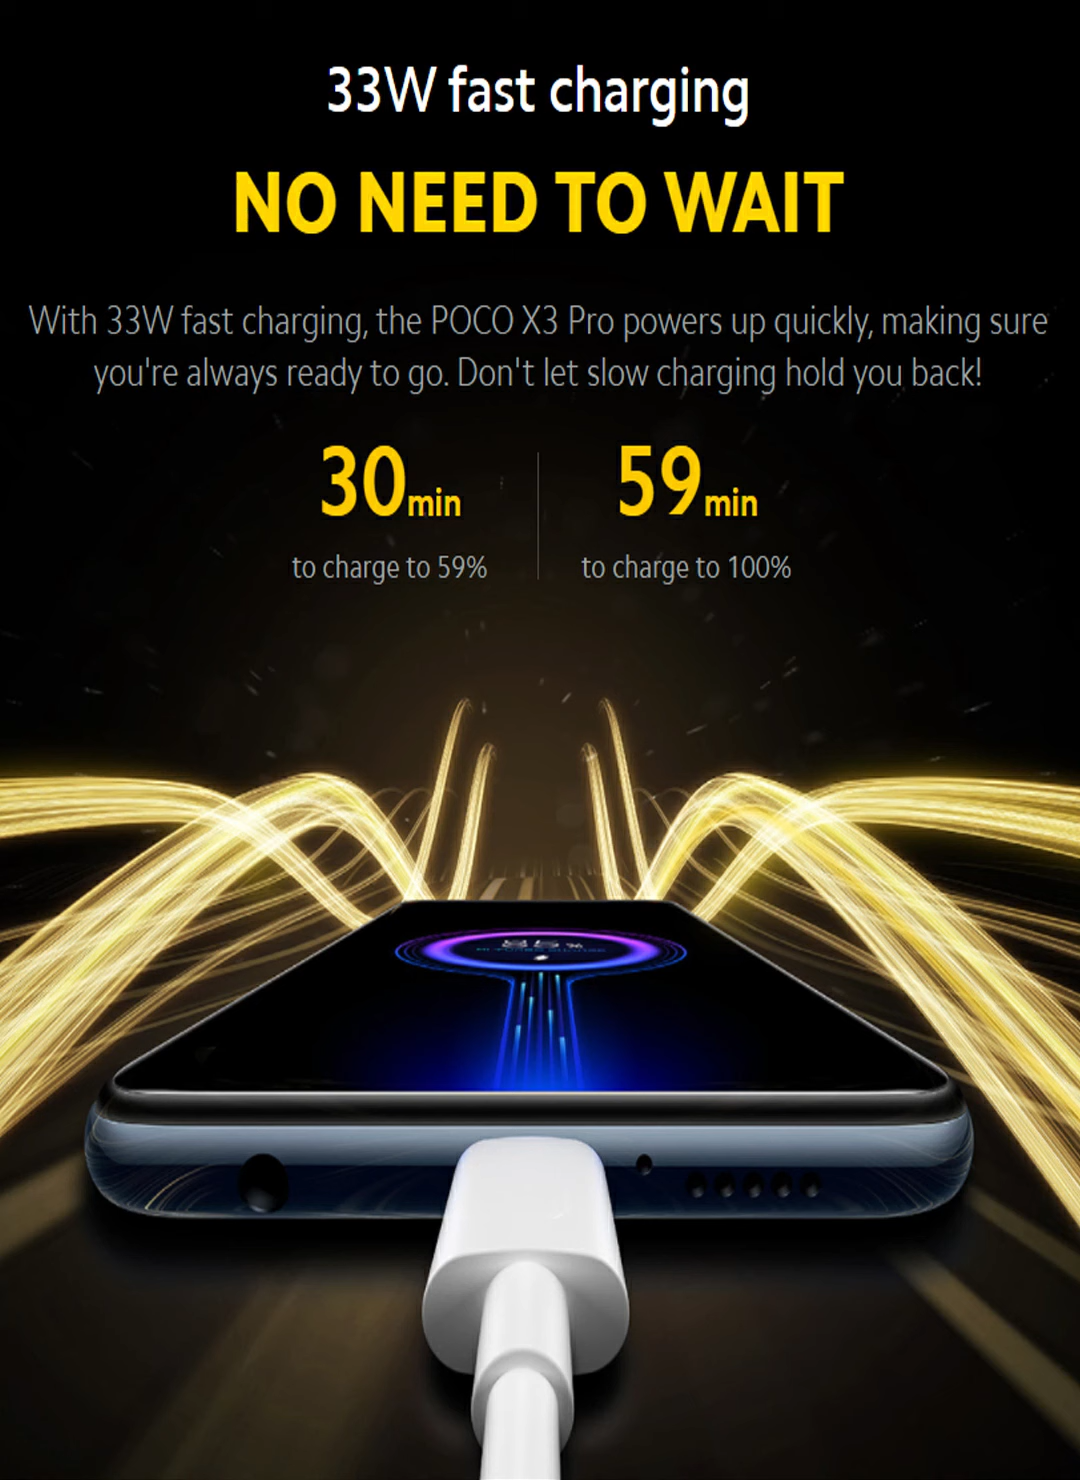 33W fast charging
NO NEED TO WAIT
With 33W fast charging, the POCO X3 Pro powers up quickly, making sure
you're always ready to go. Don't let slow charging hold you back!
30min
59min
to charge to 59%
to charge to 100%